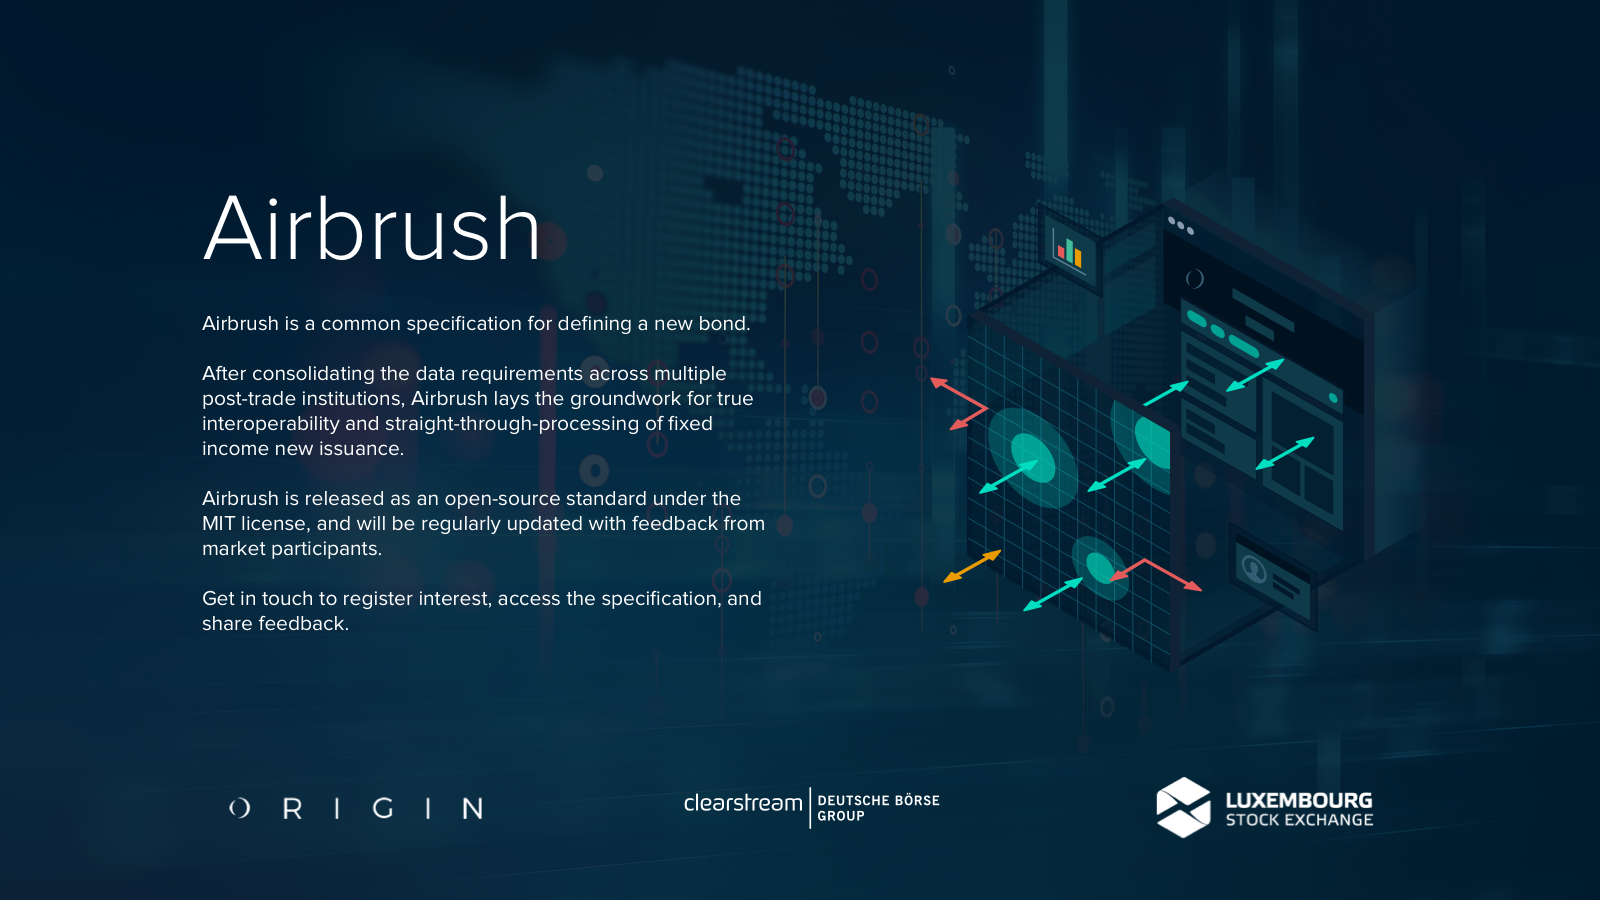 Airbrush
Airbrush is a common specification for defining a new bond.
After consolidating the data requirements across multiple
post-trade institutions, Airbrush lays the groundwork for true
interoperability and straight-through-processing of fixed
income new issuance.
Airbrush is released as an open-source standard under the
MIT license, and will be regularly updated with feedback from
market participants.
Get in touch to register interest, access the specification, and
share feedback.
ORIGIN
clearstream
DEUTSCHE BÖRSE
GROUP
LUXEMBOURG
STOCK EXCHANGE